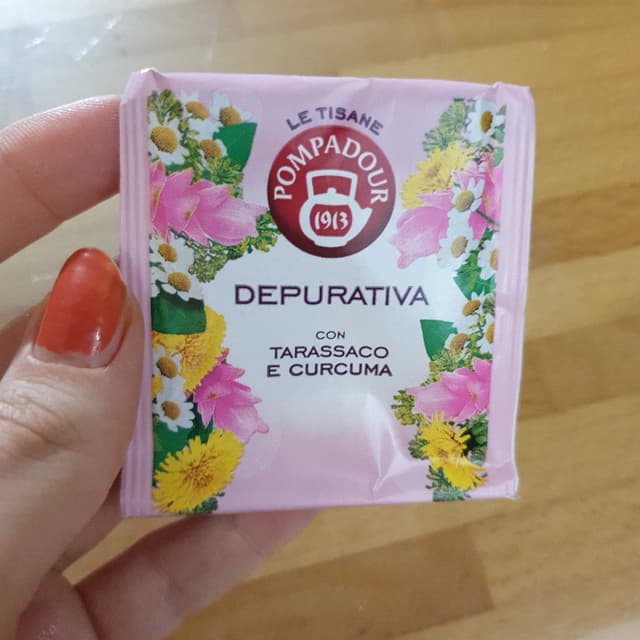 LE TISANE
POMPADOUR
1913
DEPURATIVA
CON
TARASSACO
E CURCUMA